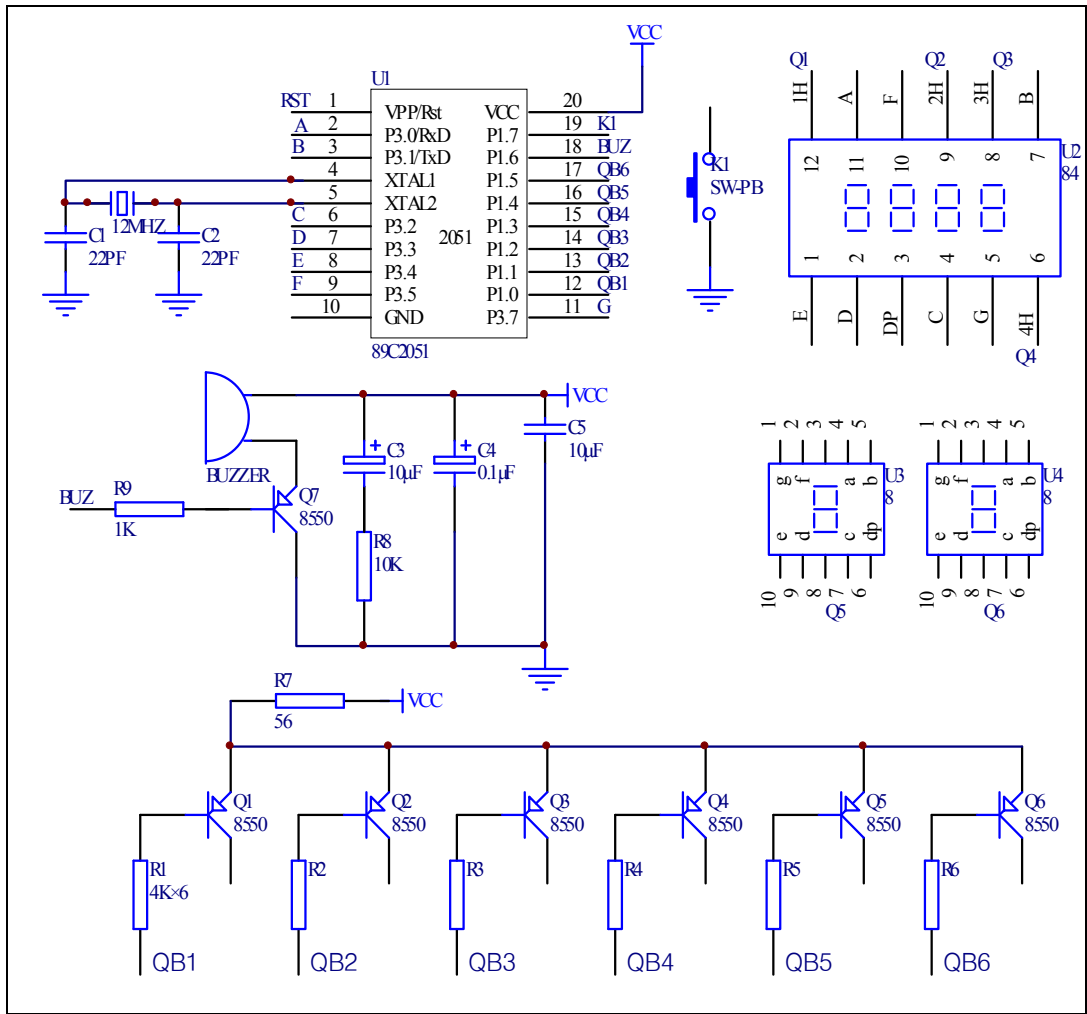 VCC
U1
RST 1 VPP/Rst VCC 20
A 2 P3.0/RxD P1.7 19 K1
B 3 P3.1/TxD P1.6 18 BUZ
4 XTAL1 P1.5 17 QB6
5 XTAL2 P1.4 16 QB5
C 6 P3.2 P1.3 15 QB4
D 7 P3.3 2051 P1.2 14 QB3
E 8 P3.4 P1.1 13 QB2
F 9 P3.5 P1.0 12 QB1
10 GND P3.7 11 G
89C2051
12MHZ
C1
22PF
C2
22PF
K1
SW-PB
Q1 Q2 Q3
1H A F 2H 3H B
12 11 10 9 8 7
U2
84
1 2 3 4 5 6
E D DP C G 4H
Q4
BUZZER
BUZ
R9
1K
Q7
8550
C3
10μF
R8
10K
C4
0.1μF
C5
10μF
VCC
1 2 3 4 5
g f a b
U3
8
e d c dp
10 9 8 7 6
Q5
1 2 3 4 5
g f a b
U4
8
e d c dp
10 9 8 7 6
Q6
R7
56
VCC
Q1
8550
Q2
8550
Q3
8550
Q4
8550
Q5
8550
Q6
8550
R1
4K×6
R2
R3
R4
R5
R6
QB1 QB2 QB3 QB4 QB5 QB6